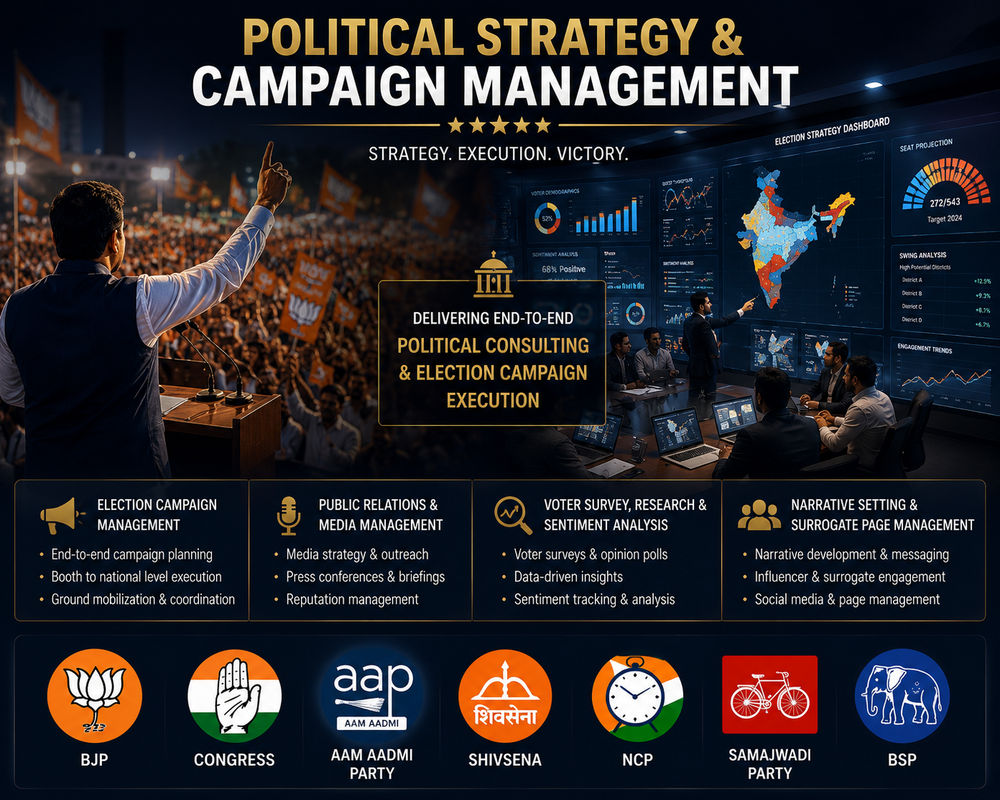 POLITICAL STRATEGY &
CAMPAIGN MANAGEMENT
STRATEGY. EXECUTION. VICTORY.
ELECTION STRATEGY DASHBOARD
SEAT PROJECTION
272/543
Target 2024
VOTER DEMOGRAPHICS
52%
SENTIMENT ANALYSIS
68% Positive
SWING ANALYSIS
High Potential Districts
District A +12.5%
District B +9.3%
District C +8.1%
District D +6.7%
ENGAGEMENT TRENDS
DELIVERING END-TO-END
POLITICAL CONSULTING
& ELECTION CAMPAIGN
EXECUTION
ELECTION CAMPAIGN
MANAGEMENT
• End-to-end campaign planning
• Booth to national level execution
• Ground mobilization & coordination
PUBLIC RELATIONS &
MEDIA MANAGEMENT
• Media strategy & outreach
• Press conferences & briefings
• Reputation management
VOTER SURVEY, RESEARCH &
SENTIMENT ANALYSIS
• Voter surveys & opinion polls
• Data-driven insights
• Sentiment tracking & analysis
NARRATIVE SETTING &
SURROGATE PAGE MANAGEMENT
• Narrative development & messaging
• Influencer & surrogate engagement
• Social media & page management
aap
AAM AADMI
शिवसेना
BJP
CONGRESS
AAM AADMI
PARTY
SHIVSENA
NCP
SAMAJWADI
PARTY
BSP